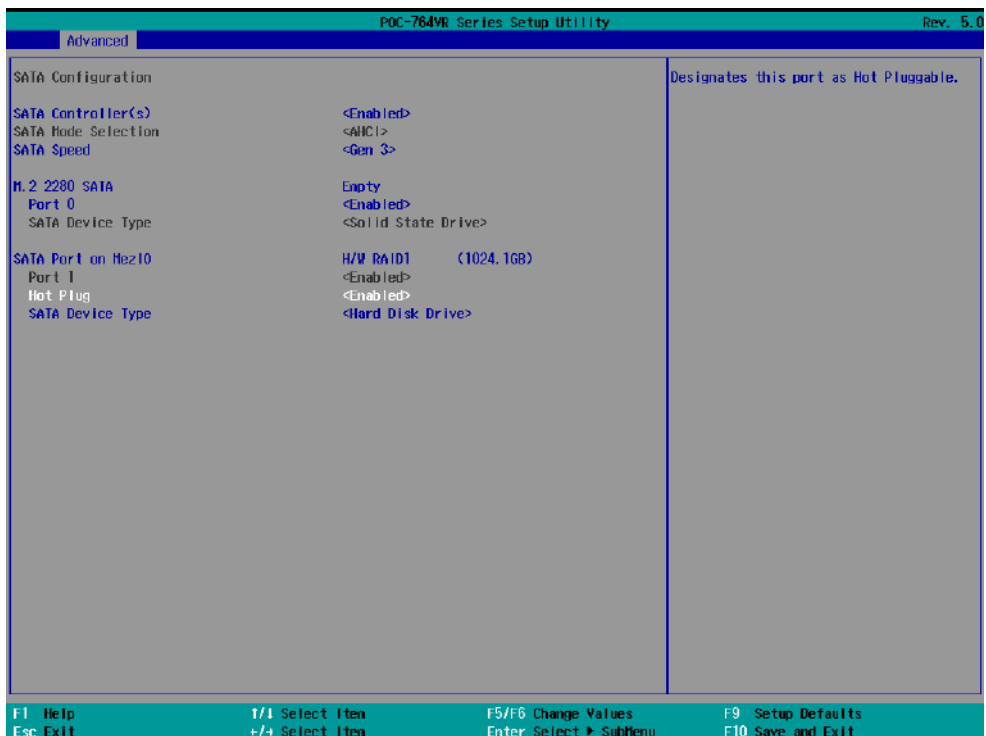 POC-764VR Series Setup Utility Rev. 5.0
Advanced
SATA Configuration
SATA Controller(s) <Enabled>
SATA Mode Selection <AHCI>
SATA Speed <Gen 3>
M.2 2280 SATA Empty
Port 0 <Enabled>
SATA Device Type <Solid State Drive>
SATA Port on MezIO H/W RAID1 (1024.1GB)
Port 1 <Enabled>
Hot Plug <Enabled>
SATA Device Type <Hard Disk Drive>
Designates this port as Hot Pluggable.
F1 Help ↑/↓ Select Item F5/F6 Change Values F9 Setup Defaults
Esc Exit ←/→ Select Item Enter Select ▶ SubMenu F10 Save and Exit